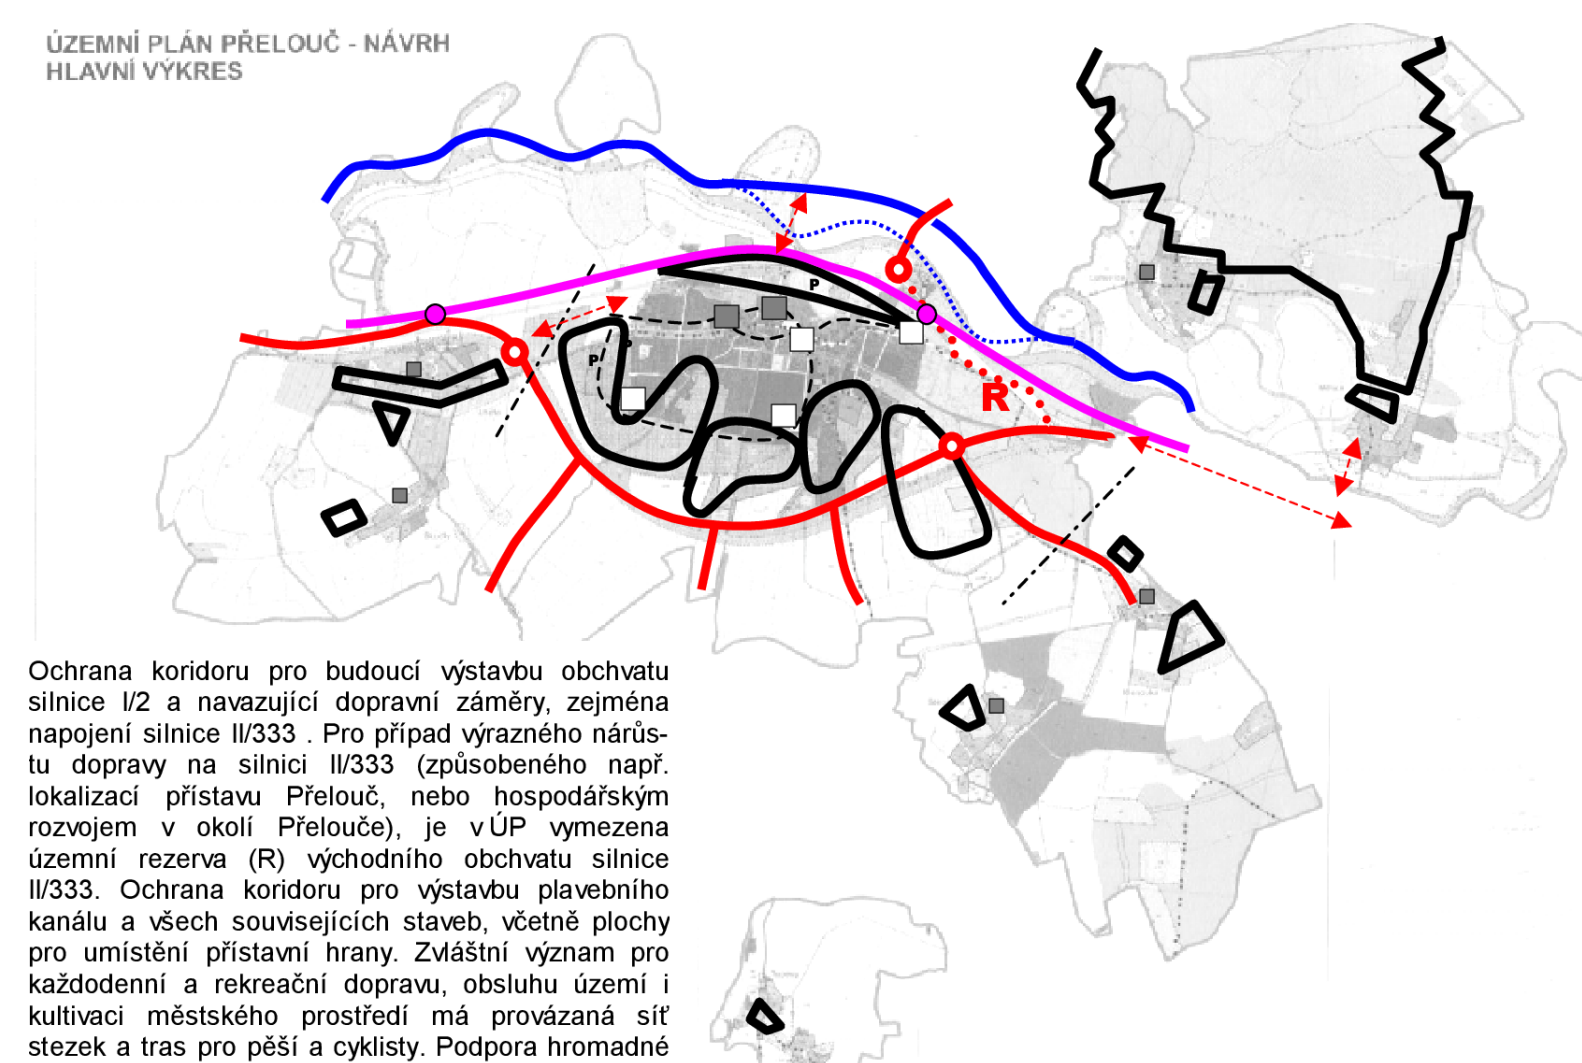 ÚZEMNÍ PLÁN PŘELOUČ - NÁVRH
HLAVNÍ VÝKRES
P
P
P
R
Ochrana koridoru pro budoucí výstavbu obchvatu
silnice I/2 a navazující dopravní záměry, zejména
napojení silnice II/333 . Pro případ výrazného nárůs-
tu dopravy na silnici II/333 (způsobeného např.
lokalizací přístavu Přelouč, nebo hospodářským
rozvojem v okolí Přelouče), je v ÚP vymezena
územní rezerva (R) východního obchvatu silnice
II/333. Ochrana koridoru pro výstavbu plavebního
kanálu a všech souvisejících staveb, včetně plochy
pro umístění přístavní hrany. Zvláštní význam pro
každodenní a rekreační dopravu, obsluhu území i
kultivaci městského prostředí má provázaná síť
stezek a tras pro pěší a cyklisty. Podpora hromadné